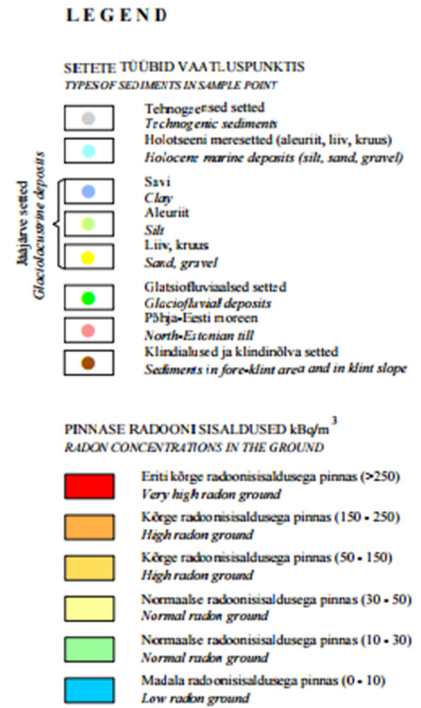 LEGEND
SETETE TÜÜBID VAATLUSPUNKTIS
TYPES OF SEDIMENTS IN SAMPLE POINT
Tehnogeensed setted
Technogenic sediments
Holotseeni meresetted (aleuriit, liiv, kruus)
Holocene marine deposits (silt, sand, gravel)
Jääjärve setted
Glaciolacustrine deposits
Savi
Clay
Aleuriit
Silt
Liiv, kruus
Sand, gravel
Glatsiofluviaalsed setted
Glaciofluvial deposits
Põhja-Eesti moreen
North-Estonian till
Klindialused ja klindinõlva setted
Sediments in fore-klint area and in klint slope
PINNASE RADOONI SISALDUSED kBq/m³
RADON CONCENTRATIONS IN THE GROUND
Eriti kõrge radoonisisaldusega pinnas (>250)
Very high radon ground
Kõrge radoonisisaldusega pinnas (150 - 250)
High radon ground
Kõrge radoonisisaldusega pinnas (50 - 150)
High radon ground
Normaalse radoonisisaldusega pinnas (30 - 50)
Normal radon ground
Normaalse radoonisisaldusega pinnas (10 - 30)
Normal radon ground
Madala radoonisisaldusega pinnas (0 - 10)
Low radon ground